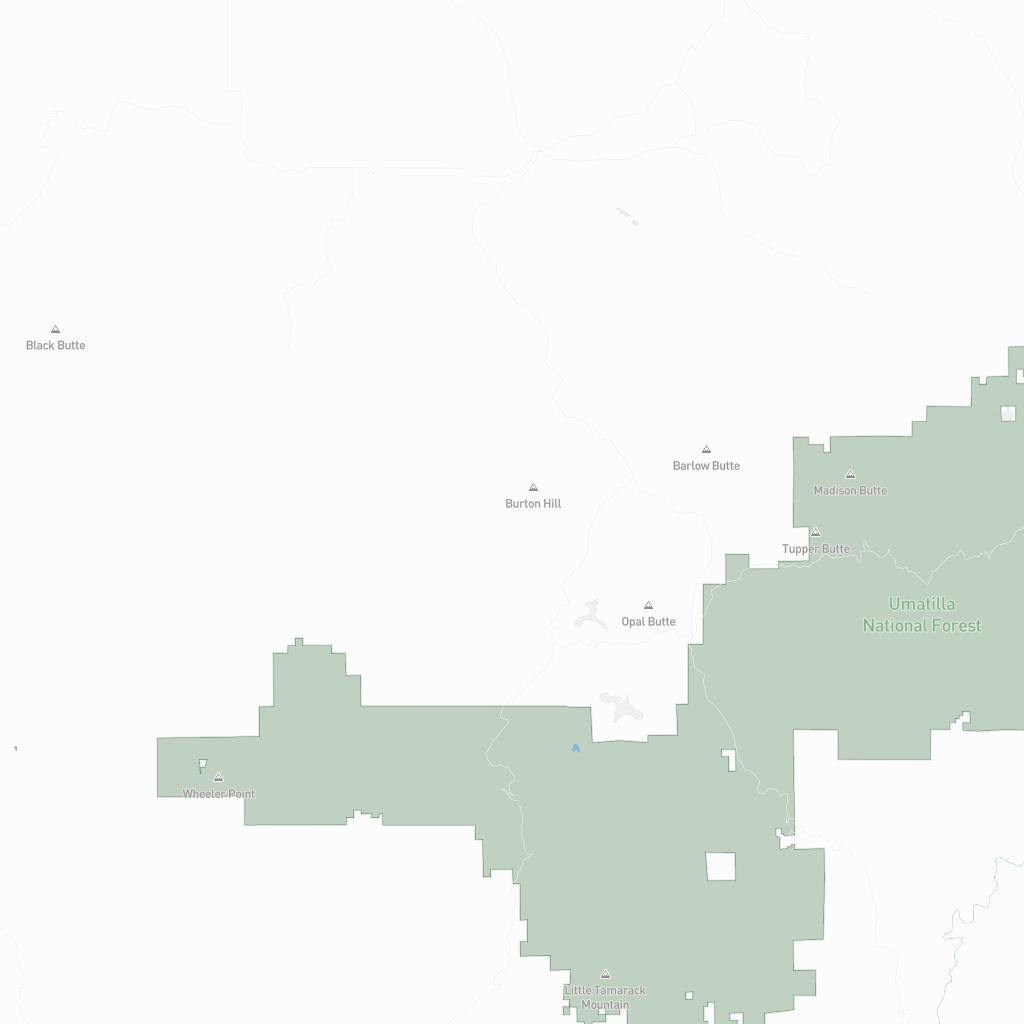 Black Butte
Barlow Butte
Madison Butte
Burton Hill
Tupper Butte
Umatilla
National Forest
Opal Butte
Wheeler Point
Little Tamarack
Mountain